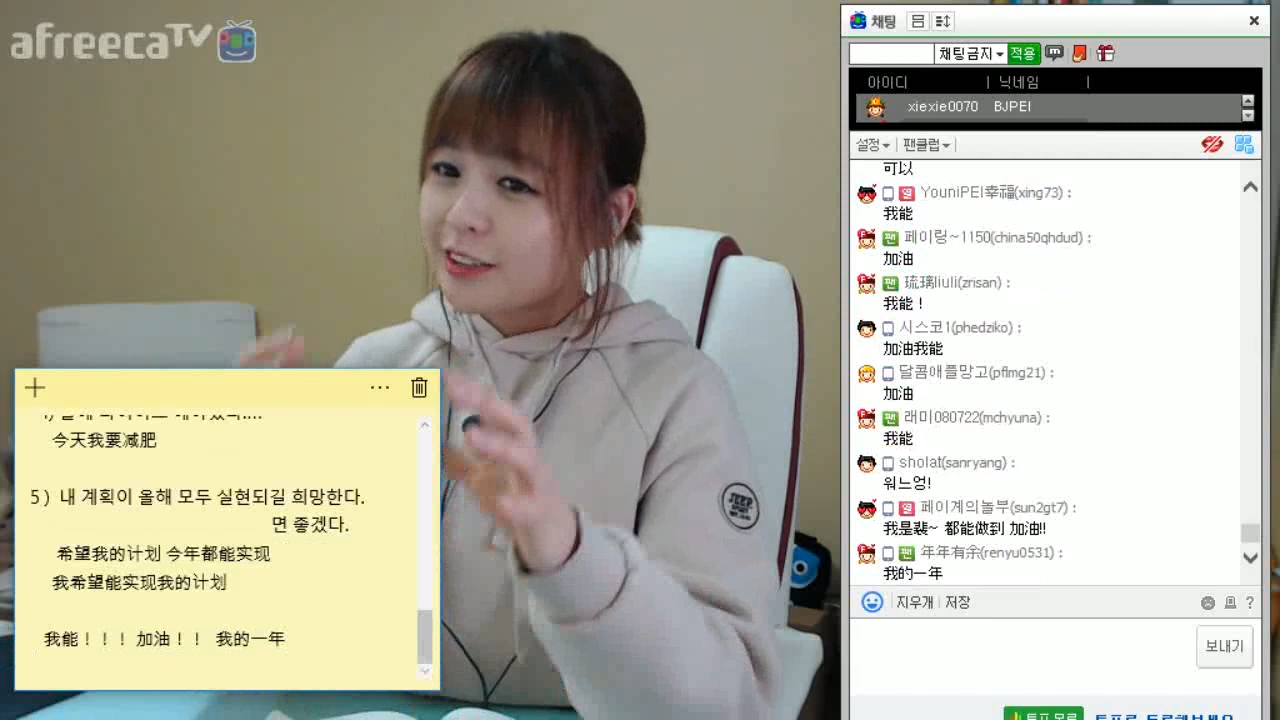 afreecaTV
今天我要减肥
5) 내 계획이 올해 모두 실현되길 희망한다.
면 좋겠다.
希望我的计划 今年都能实现
我希望能实现我的计划
我能！！！加油！！ 我的一年
JEEP
채팅
채팅금지 적용
아이디 | 닉네임 |
xiexie0070 BJPEI
설정 | 팬클럽 |
可以
열 YouniPEI幸福(xing73) :
我能
팬 페이렁~1150(china50qhdud) :
加油
팬 琉璃liuli(zrisan) :
我能！
시스코1(phedziko) :
加油我能
달콤애플망고(pflmg21) :
加油
팬 래미080722(mchyuna) :
我能
sholat(sanryang) :
워느엉!
열 페이계의놀부(sun2gt7) :
我是裴~ 都能做到 加油!!
팬 年年有余(renyu0531) :
我的一年
지우개 | 저장
보내기